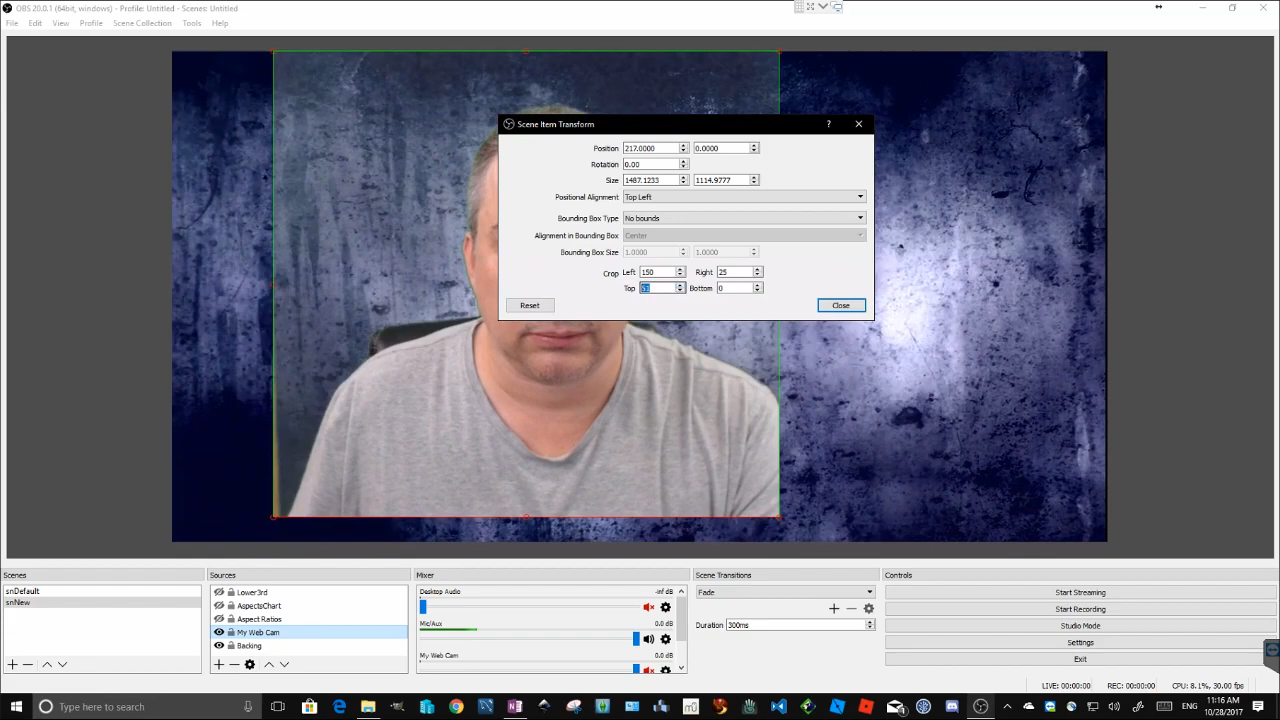 OBS 20.0.1 (64bit, windows) - Profile: Untitled - Scenes: Untitled
File Edit View Profile Scene Collection Tools Help
Scene Item Transform
Position 217.0000 0.0000
Rotation 0.00
Size 1487.1233 1114.9777
Positional Alignment Top Left
Bounding Box Type No bounds
Alignment in Bounding Box Center
Bounding Box Size 1.0000 1.0000
Crop Left 150 Right 25
Top Bottom 0
Reset Close
Scenes Sources Mixer Scene Transitions Controls
snDefault Lower3rd Desktop Audio -inf dB Fade Start Streaming
snNew AspectsChart Start Recording
Aspect Ratios Mic/Aux 0.0 dB Duration 300ms Studio Mode
My Web Cam Settings
Backing My Web Cam 0.0 dB Exit
LIVE: 00:00:00 REC: 00:00:00 CPU: 8.1%, 30.00 fps
Type here to search
11:16 AM
10/28/2017